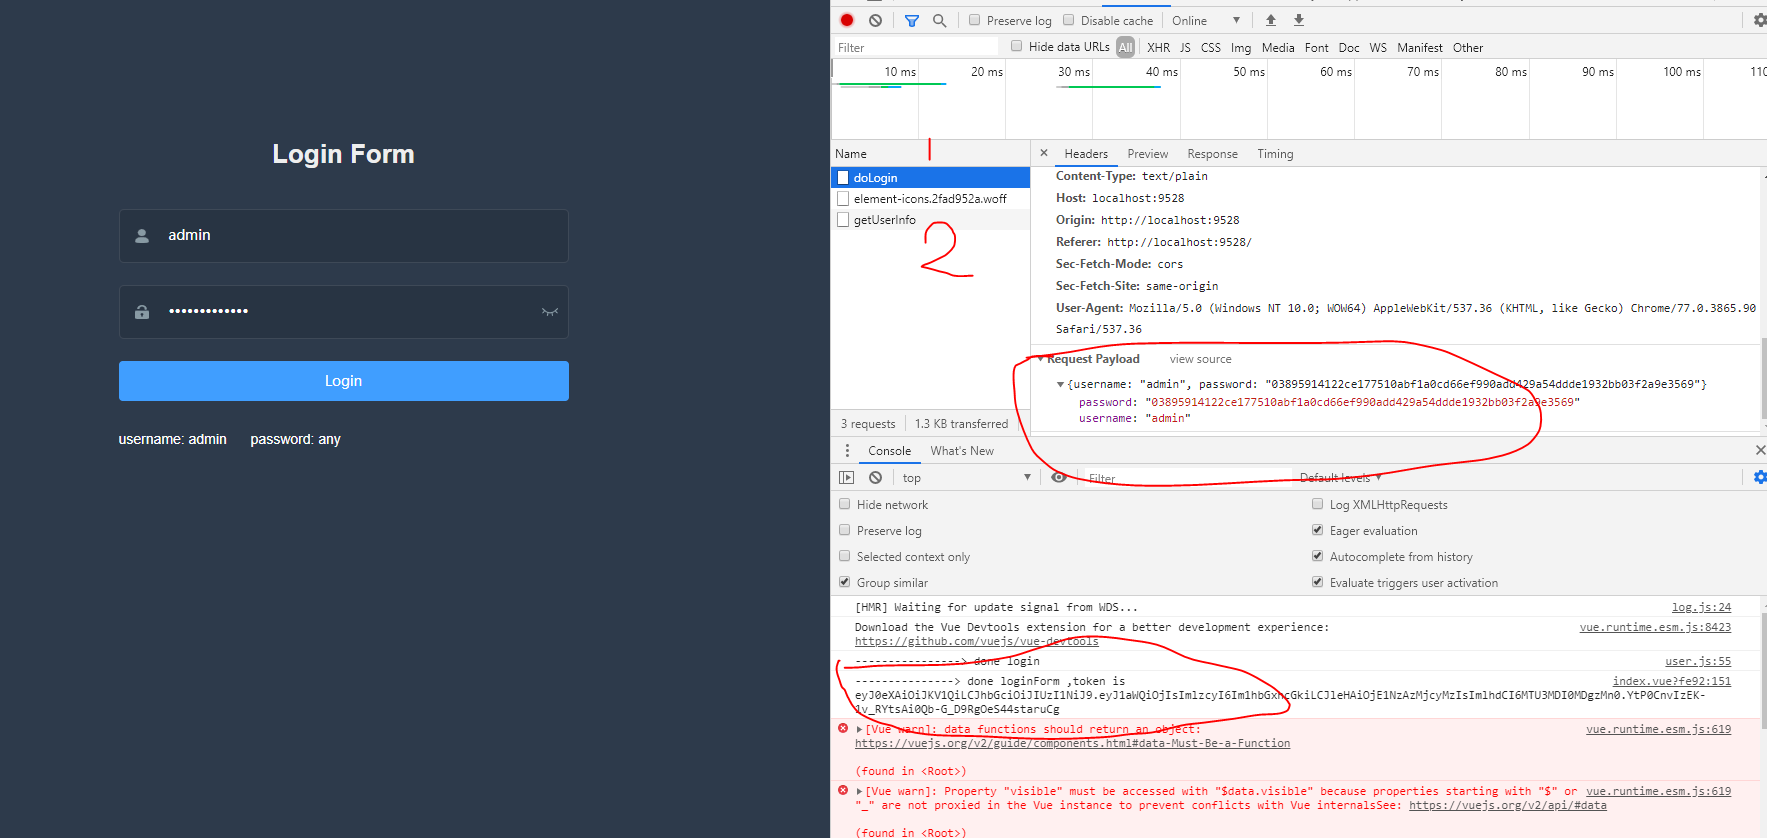 Login Form
admin
•••••••••••••
Login
username: admin password: any
Preserve log Disable cache Online
Filter Hide data URLs All XHR JS CSS Img Media Font Doc WS Manifest Other
10 ms 20 ms 30 ms 40 ms 50 ms 60 ms 70 ms 80 ms 90 ms 100 ms 110
Name
1
doLogin
element-icons.2fad952a.woff
getUserInfo
2
3 requests 1.3 KB transferred
× Headers Preview Response Timing
Content-Type: text/plain
Host: localhost:9528
Origin: http://localhost:9528
Referer: http://localhost:9528/
Sec-Fetch-Mode: cors
Sec-Fetch-Site: same-origin
User-Agent: Mozilla/5.0 (Windows NT 10.0; WOW64) AppleWebKit/537.36 (KHTML, like Gecko) Chrome/77.0.3865.90
Safari/537.36
Request Payload view source
{username: "admin", password: "03895914122ce177510abf1a0cd66ef990add429a54ddde1932bb03f2a9e3569"}
password: "03895914122ce177510abf1a0cd66ef990add429a54ddde1932bb03f2a9e3569"
username: "admin"
Console What's New
top Filter Default levels
Hide network Log XMLHttpRequests
Preserve log Eager evaluation
Selected context only Autocomplete from history
Group similar Evaluate triggers user activation
[HMR] Waiting for update signal from WDS... log.js:24
Download the Vue Devtools extension for a better development experience: vue.runtime.esm.js:8423
https://github.com/vuejs/vue-devtools
----------------> done login user.js:55
---------------> done loginForm ,token is index.vue?fe92:151
[Vue warn]: data functions should return an object: vue.runtime.esm.js:619
https://vuejs.org/v2/guide/components.html#data-Must-Be-a-Function
(found in <Root>)
[Vue warn]: Property "visible" must be accessed with "$data.visible" because properties starting with "$" or vue.runtime.esm.js:619
"_" are not proxied in the Vue instance to prevent conflicts with Vue internalsSee: https://vuejs.org/v2/api/#data
(found in <Root>)